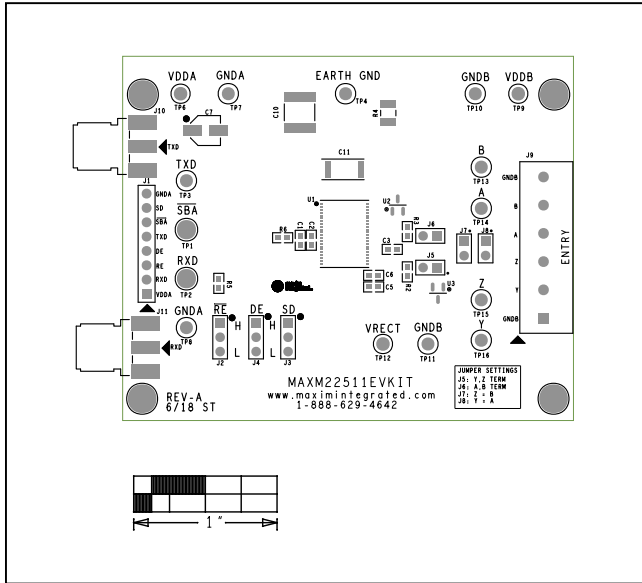 VDDA
TP6
GNDA
TP7
EARTH GND
TP4
GNDB
TP10
VDDB
TP9
J10
C7
C10
R4
TXD
J1
GNDA
SD
SBA
TXD
DE
RE
RXD
VDDA
TXD
TP3
SBA
TP1
RXD
TP2
GNDA
TP8
J11
RXD
C11
U1
U2
R6
C1
C2
C3
R3
J6
J5
C6
C5
R2
U3
R5
B
TP13
A
TP14
J7
J8
Z
TP15
Y
TP16
J9
GNDB
B
A
Z
Y
GNDB
ENTRY
RE
DE
SD
H
H
L
L
J2
J4
J3
VRECT
TP12
GNDB
TP11
MAXM22511EVKIT
www.maximintegrated.com
1-888-629-4642
REV-A
6/18 ST
JUMPER SETTINGS
J5: Y,Z TERM
J6: A,B TERM
J7: Z = B
J8: Y = A
1"